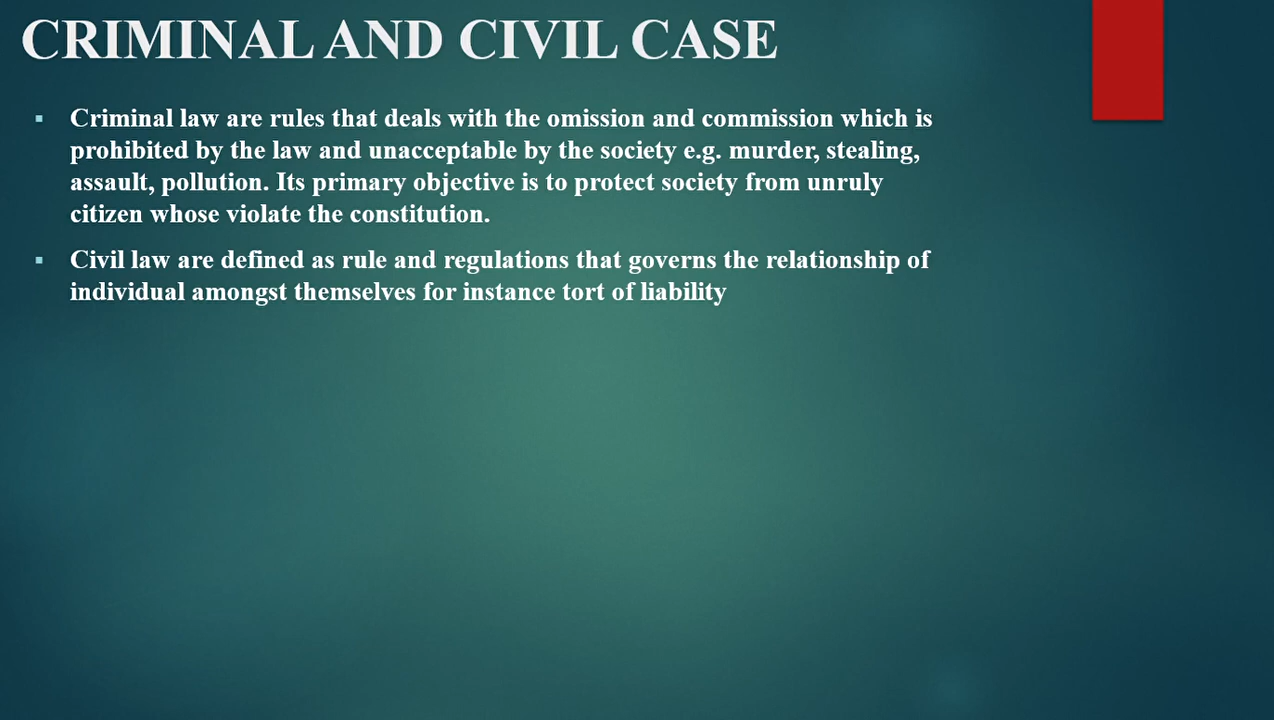 CRIMINAL AND CIVIL CASE
Criminal law are rules that deals with the omission and commission which is
prohibited by the law and unacceptable by the society e.g. murder, stealing,
assault, pollution. Its primary objective is to protect society from unruly
citizen whose violate the constitution.
Civil law are defined as rule and regulations that governs the relationship of
individual amongst themselves for instance tort of liability